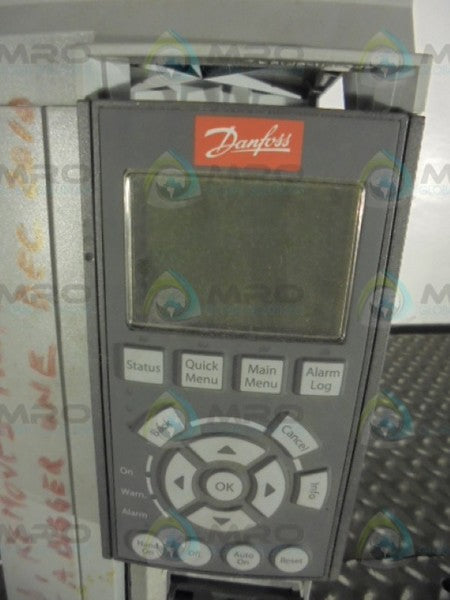 Danfoss
Status
Quick
Menu
Main
Menu
Alarm
Log
Back
Cancel
Info
OK
On
Warn.
Alarm
Hand
On
Off
Auto
On
Reset
MRO